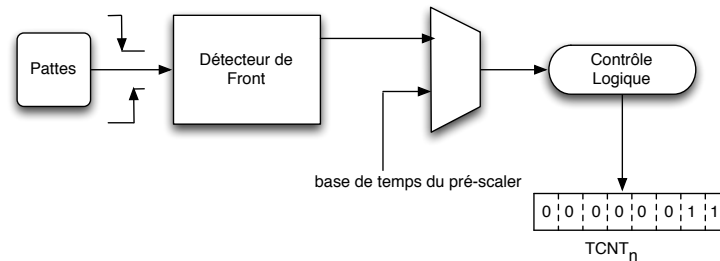 Pattes
Détecteur de
Front
Contrôle
Logique
base de temps du pré-scaler
0 0 0 0 0 0 1 1
TCNTn